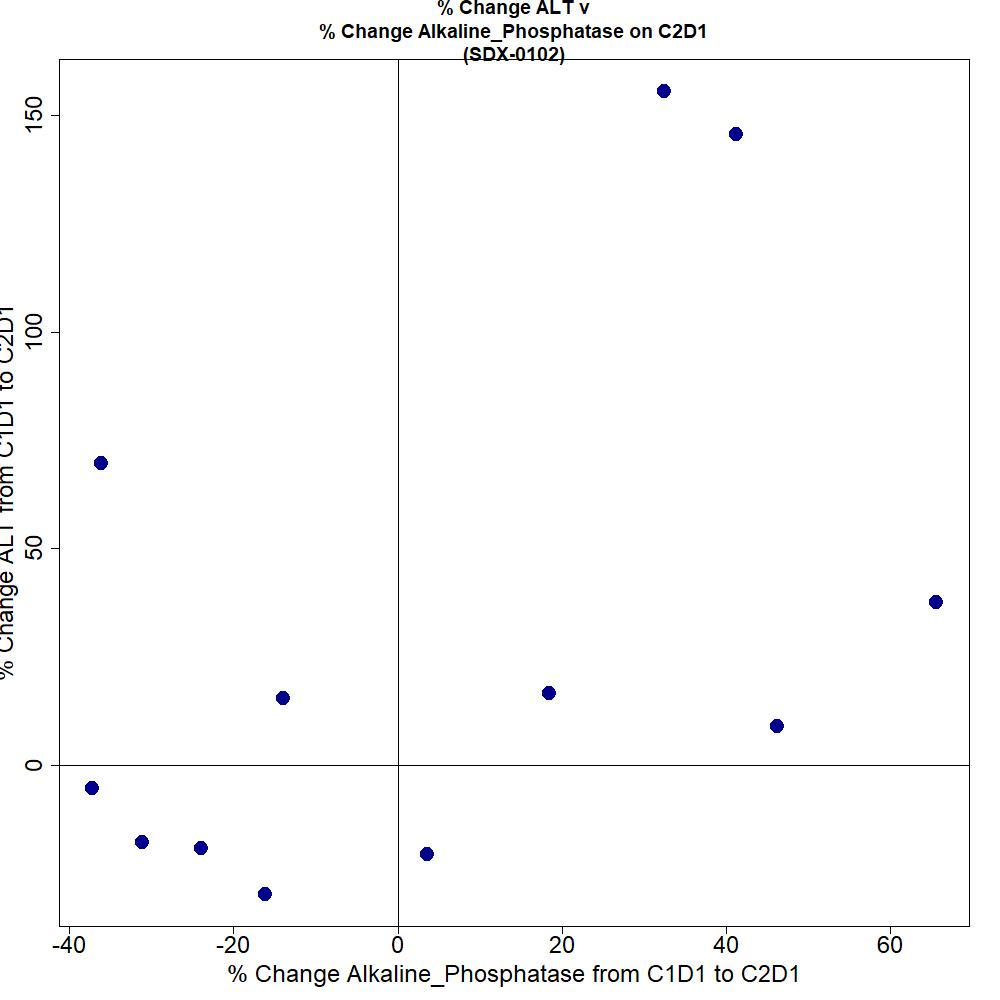 % Change ALT v
% Change Alkaline_Phosphatase on C2D1
(SDX-0102)
% Change ALT from C1D1 to C2D1
150
100
50
0
-40
-20
0
20
40
60
% Change Alkaline_Phosphatase from C1D1 to C2D1